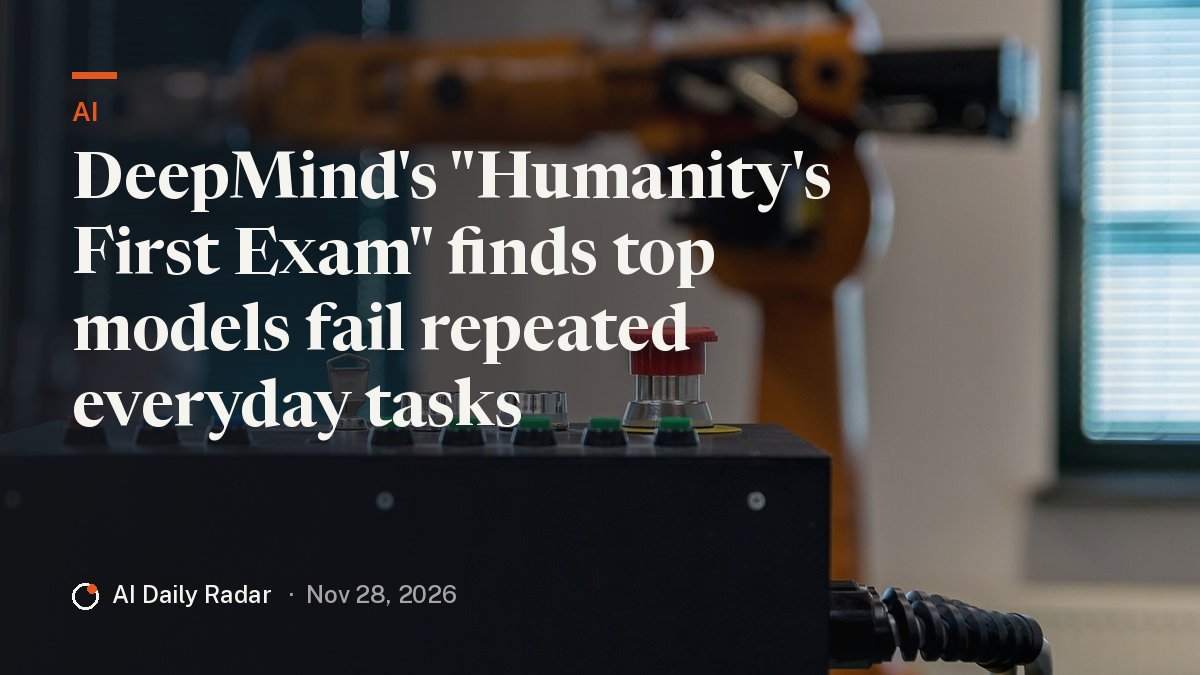 AI
DeepMind's "Humanity's
First Exam" finds top
models fail repeated
everyday tasks
AI Daily Radar · Nov 28, 2026